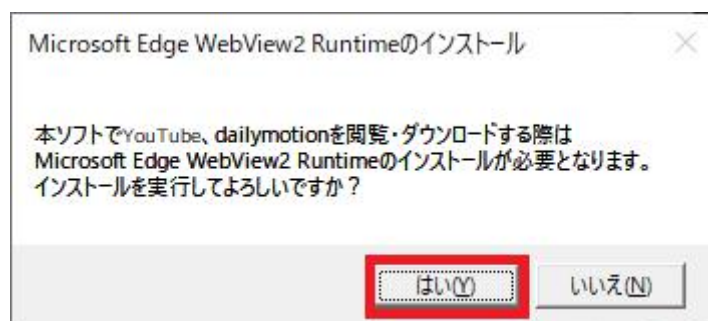 Microsoft Edge WebView2 Runtimeのインストール
本ソフトでYouTube、dailymotionを閲覧・ダウンロードする際は
Microsoft Edge WebView2 Runtimeのインストールが必要となります。
インストールを実行してよろしいですか？
はい(Y) いいえ(N)